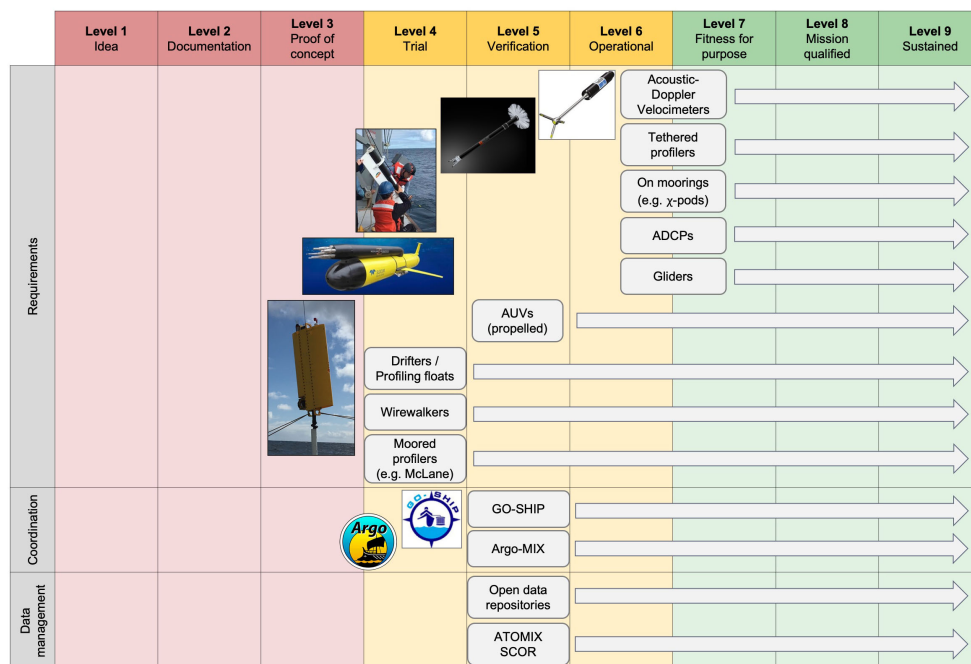 Level 1
Idea
Level 2
Documentation
Level 3
Proof of
concept
Level 4
Trial
Level 5
Verification
Level 6
Operational
Level 7
Fitness for
purpose
Level 8
Mission
qualified
Level 9
Sustained
Requirements
Acoustic-
Doppler
Velocimeters
Tethered
profilers
On moorings
(e.g. χ-pods)
ADCPs
Gliders
AUVs
(propelled)
Drifters /
Profiling floats
Wirewalkers
Moored
profilers
(e.g. McLane)
Coordination
GO-SHIP
GO-SHIP
Argo
Argo-MIX
Data
management
Open data
repositories
ATOMIX
SCOR